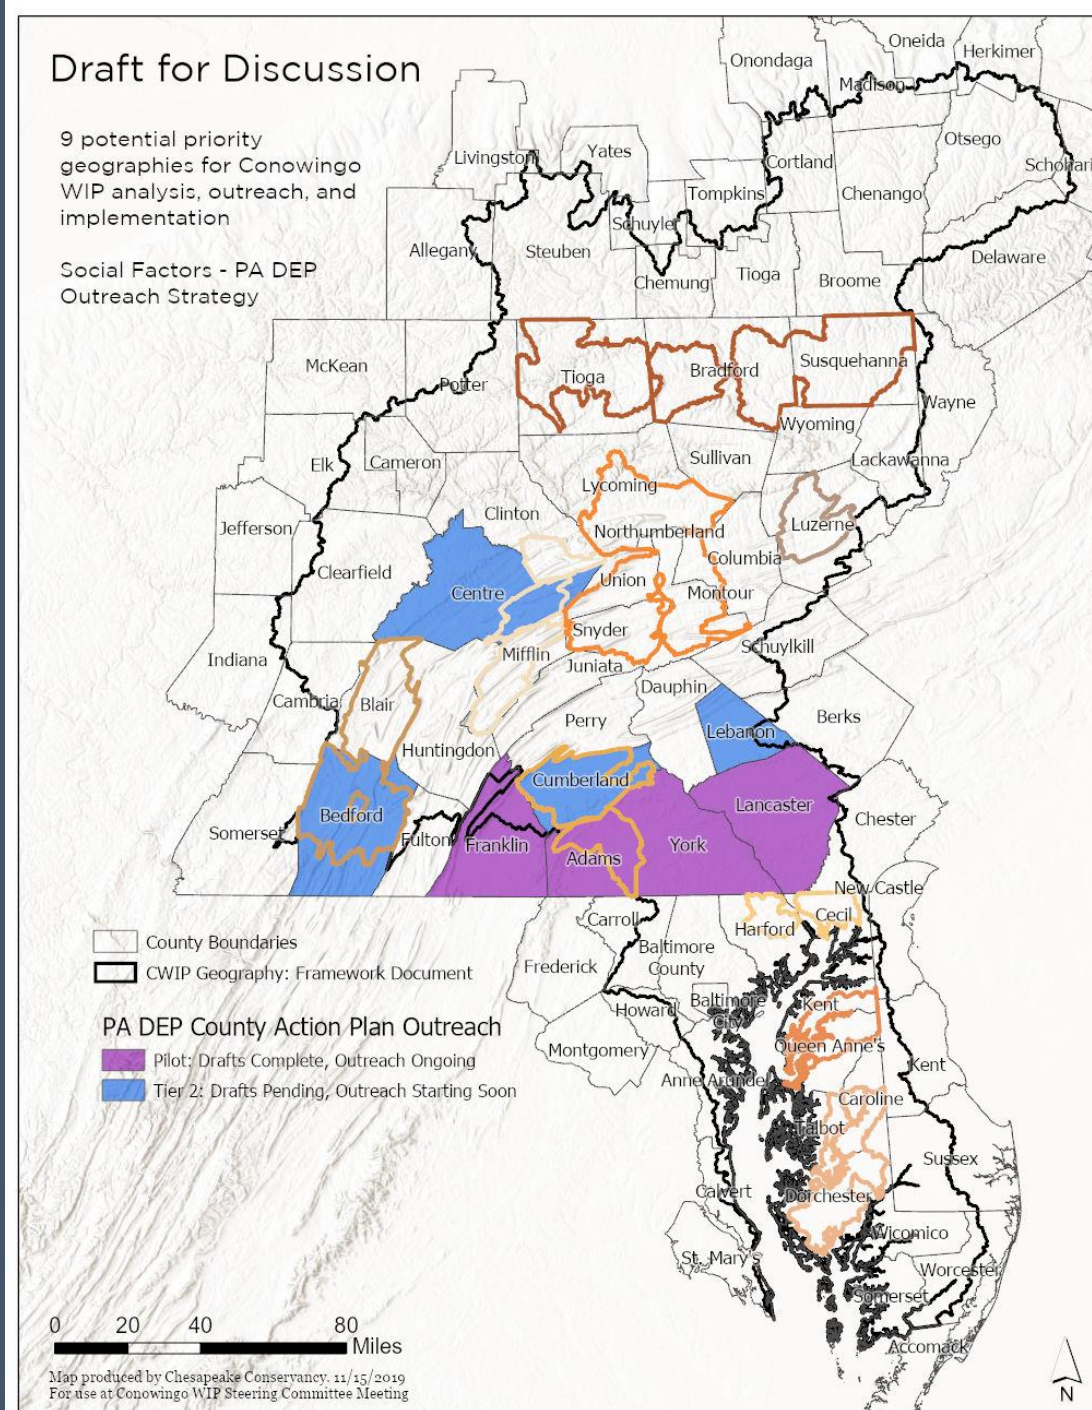 Draft for Discussion
9 potential priority
geographies for Conowingo
WIP analysis, outreach, and
implementation
Social Factors - PA DEP
Outreach Strategy
Oneida
Herkimer
Onondaga
Madison
Otsego
Livingston
Yates
Cortland
Schohari
Tompkins
Chenango
Schuyler
Allegany
Steuben
Delaware
Chemung
Tioga
Broome
McKean
Potter
Tioga
Bradford
Susquehanna
Wayne
Wyoming
Elk
Cameron
Sullivan
Lackawanna
Lycoming
Clinton
Jefferson
Northumberland
Luzerne
Columbia
Clearfield
Centre
Union
Montour
Snyder
Schuylkill
Indiana
Mifflin
Juniata
Dauphin
Cambria
Blair
Perry
Berks
Lebanon
Huntingdon
Cumberland
Lancaster
Bedford
Chester
Somerset
Fulton
Franklin
Adams
York
New Castle
Carroll
Harford
Cecil
County Boundaries
Baltimore
County
CWIP Geography: Framework Document
Frederick
Baltimore
City
Kent
Howard
PA DEP County Action Plan Outreach
Queen Anne's
Pilot: Drafts Complete, Outreach Ongoing
Montgomery
Kent
Tier 2: Drafts Pending, Outreach Starting Soon
Anne Arundel
Caroline
Talbot
Sussex
Calvert
Dorchester
Wicomico
St. Mary's
Worcester
Somerset
Accomack
0 20 40 80
Miles
Map produced by Chesapeake Conservancy. 11/15/2019
For use at Conowingo WIP Steering Committee Meeting
N